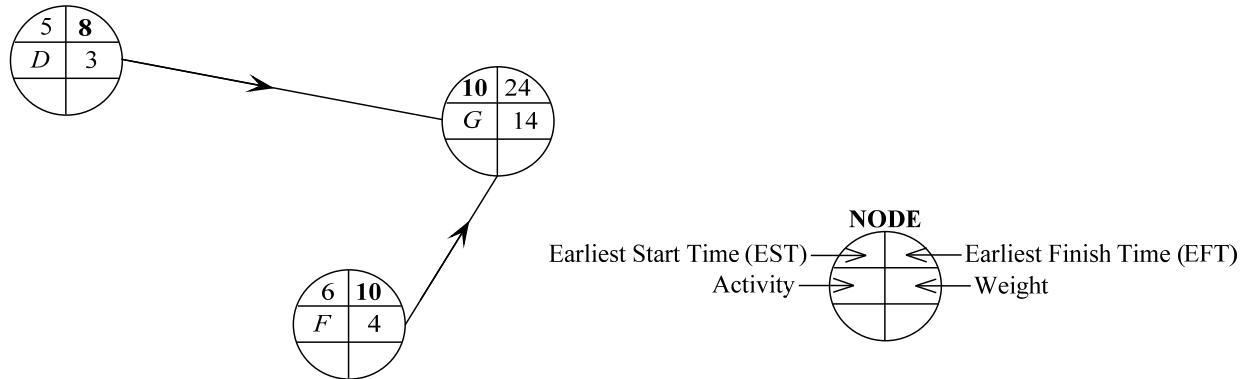 5 8
D 3
10 24
G 14
NODE
Earliest Start Time (EST) Earliest Finish Time (EFT)
Activity Weight
6 10
F 4